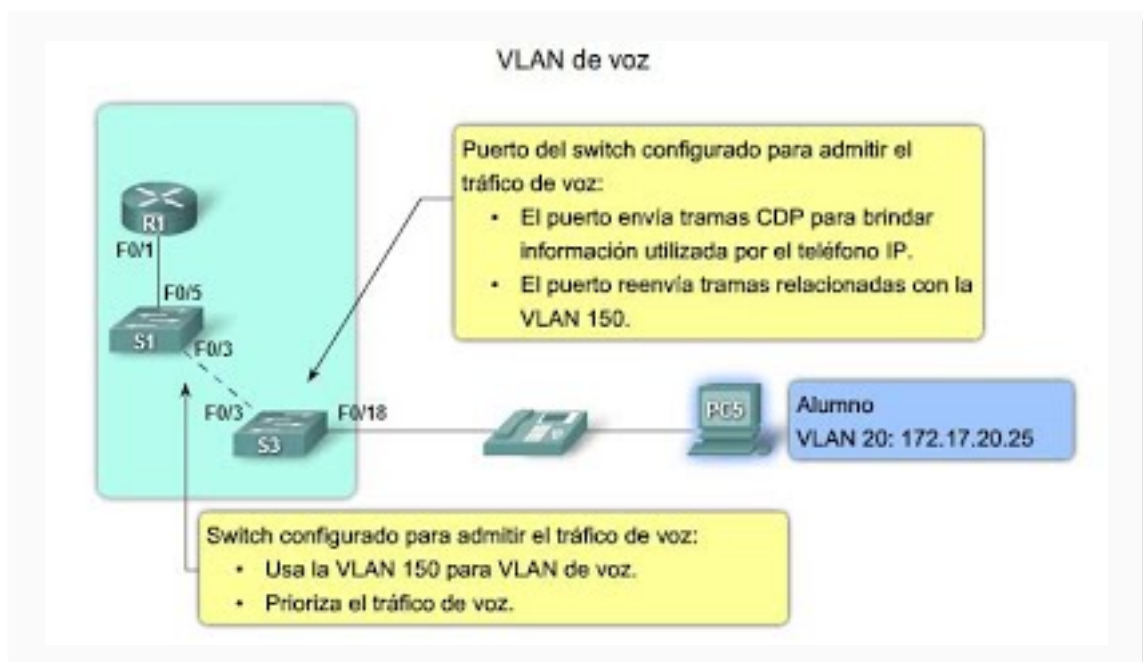 VLAN de voz
Puerto del switch configurado para admitir el
tráfico de voz:
• El puerto envía tramas CDP para brindar
información utilizada por el teléfono IP.
• El puerto reenvía tramas relacionadas con la
VLAN 150.
R1
F0/1
F0/5
S1
F0/3
F0/3
S3
F0/18
PC5
Alumno
VLAN 20: 172.17.20.25
Switch configurado para admitir el tráfico de voz:
• Usa la VLAN 150 para VLAN de voz.
• Prioriza el tráfico de voz.